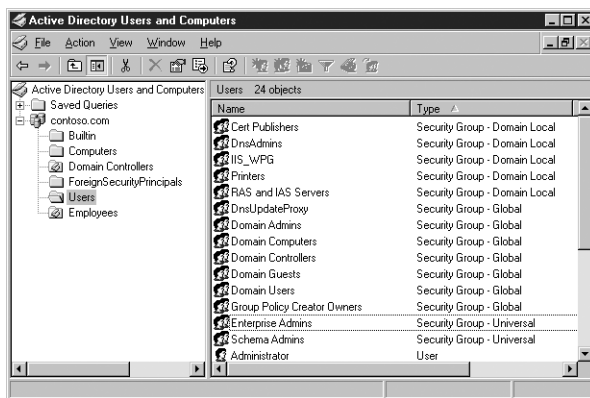 Active Directory Users and Computers
File Action View Window Help
Active Directory Users and Computers
Saved Queries
contoso.com
Builtin
Computers
Domain Controllers
ForeignSecurityPrincipals
Users
Employees
Users 24 objects
Name Type
Cert Publishers Security Group - Domain Local
DnsAdmins Security Group - Domain Local
IIS_WPG Security Group - Domain Local
Printers Security Group - Domain Local
RAS and IAS Servers Security Group - Domain Local
DnsUpdateProxy Security Group - Global
Domain Admins Security Group - Global
Domain Computers Security Group - Global
Domain Controllers Security Group - Global
Domain Guests Security Group - Global
Domain Users Security Group - Global
Group Policy Creator Owners Security Group - Global
Enterprise Admins Security Group - Universal
Schema Admins Security Group - Universal
Administrator User